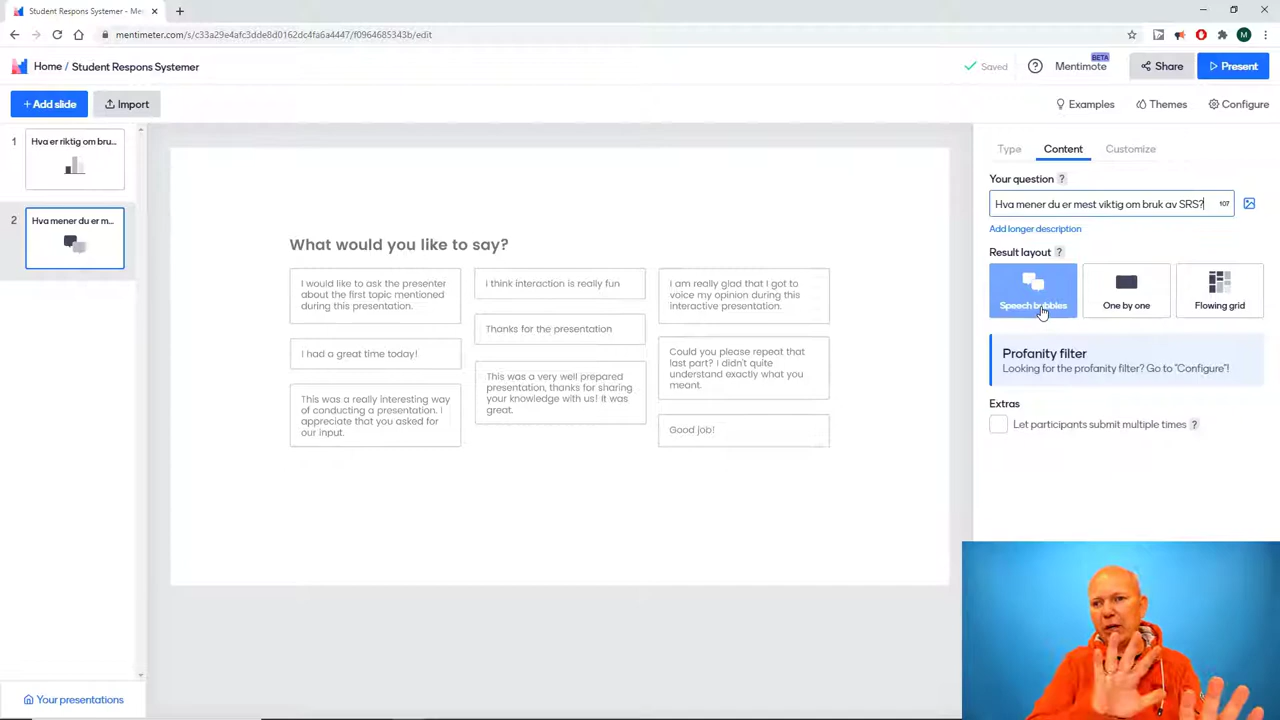 Student Respons Systemer - Me
mentimeter.com/s/c33a29e4afc3dde8d0162dc4fa6a4447/f0964685343b/edit
M
Home / Student Respons Systemer
Saved
?
Mentimote
BETA
Share
Present
+ Add slide
Import
Examples
Themes
Configure
1
Hva er riktig om bru...
2
Hva mener du er m...
What would you like to say?
I would like to ask the presenter
about the first topic mentioned
during this presentation.
I had a great time today!
This was a really interesting way
of conducting a presentation. I
appreciate that you asked for
our input.
I think interaction is really fun
Thanks for the presentation
This was a very well prepared
presentation, thanks for sharing
your knowledge with us! It was
great.
I am really glad that I got to
voice my opinion during this
interactive presentation.
Could you please repeat that
last part? I didn't quite
understand exactly what you
meant.
Good job!
Type
Content
Customize
Your question ?
Hva mener du er mest viktig om bruk av SRS? 107
Add longer description
Result layout ?
Speech bubbles
One by one
Flowing grid
Profanity filter
Looking for the profanity filter? Go to "Configure"!
Extras
Let participants submit multiple times ?
Your presentations